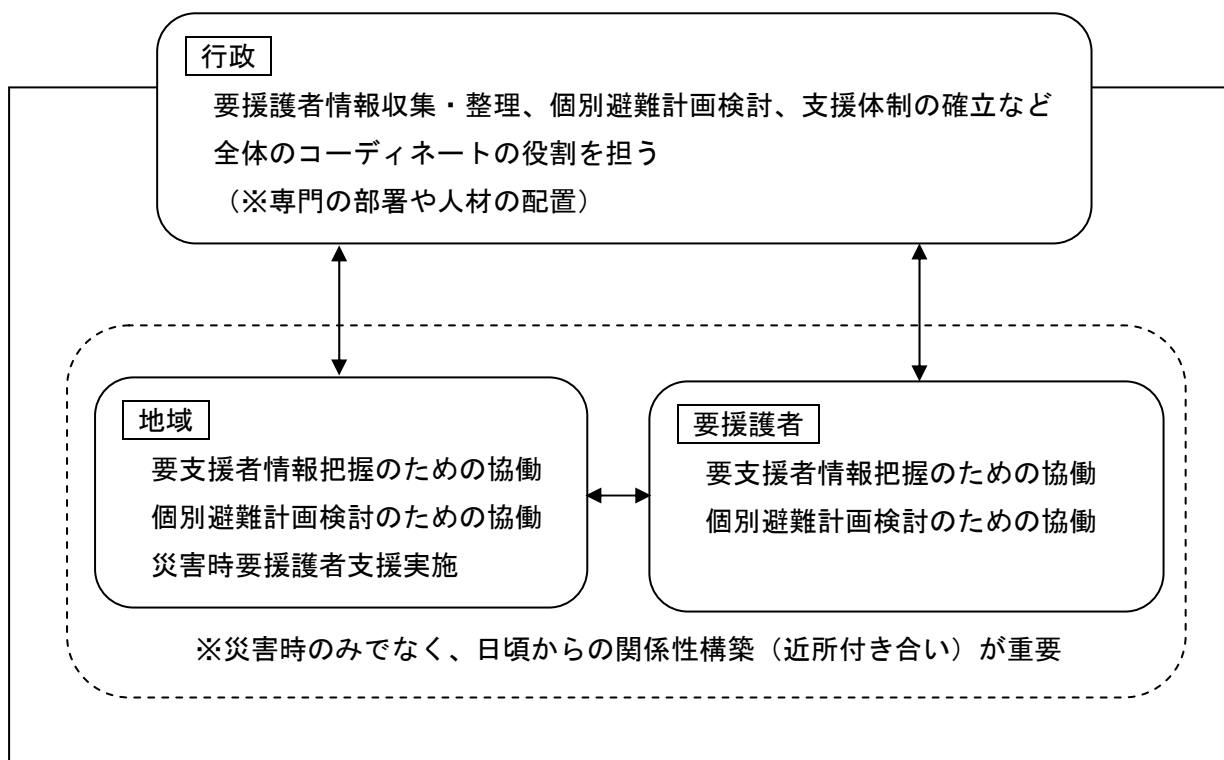 行政
要援護者情報収集・整理、個別避難計画検討、支援体制の確立など
全体のコーディネートの役割を担う
（※専門の部署や人材の配置）
地域
要支援者情報把握のための協働
個別避難計画検討のための協働
災害時要援護者支援実施
要援護者
要支援者情報把握のための協働
個別避難計画検討のための協働
※災害時のみでなく、日頃からの関係性構築（近所付き合い）が重要